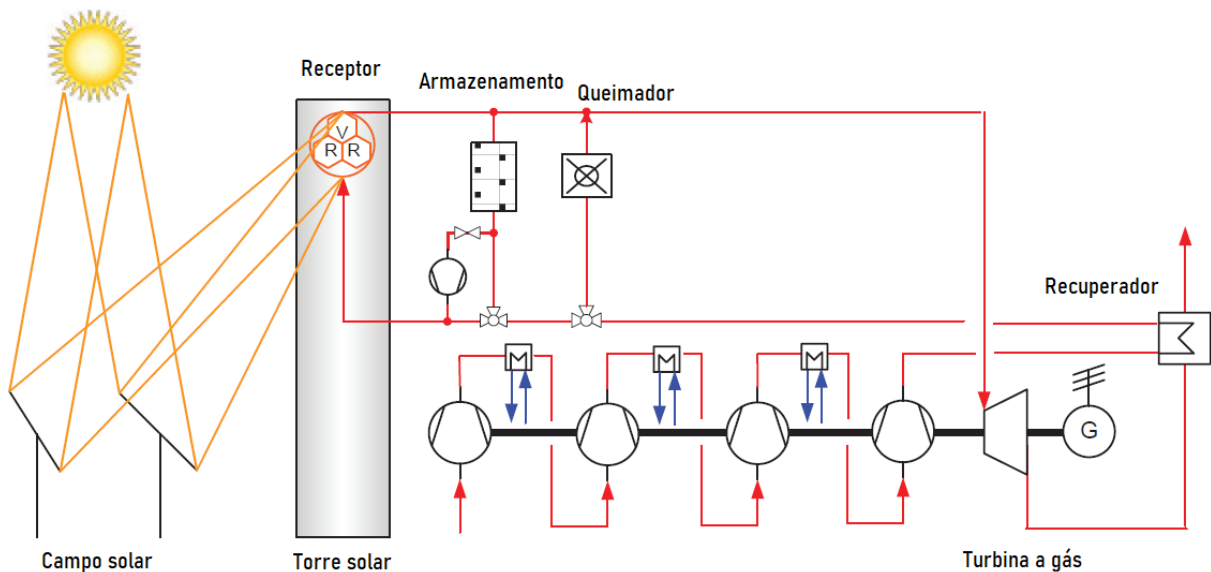 Receptor
Armazenamento
Queimador
V
R R
Recuperador
G
Campo solar
Torre solar
Turbina a gás